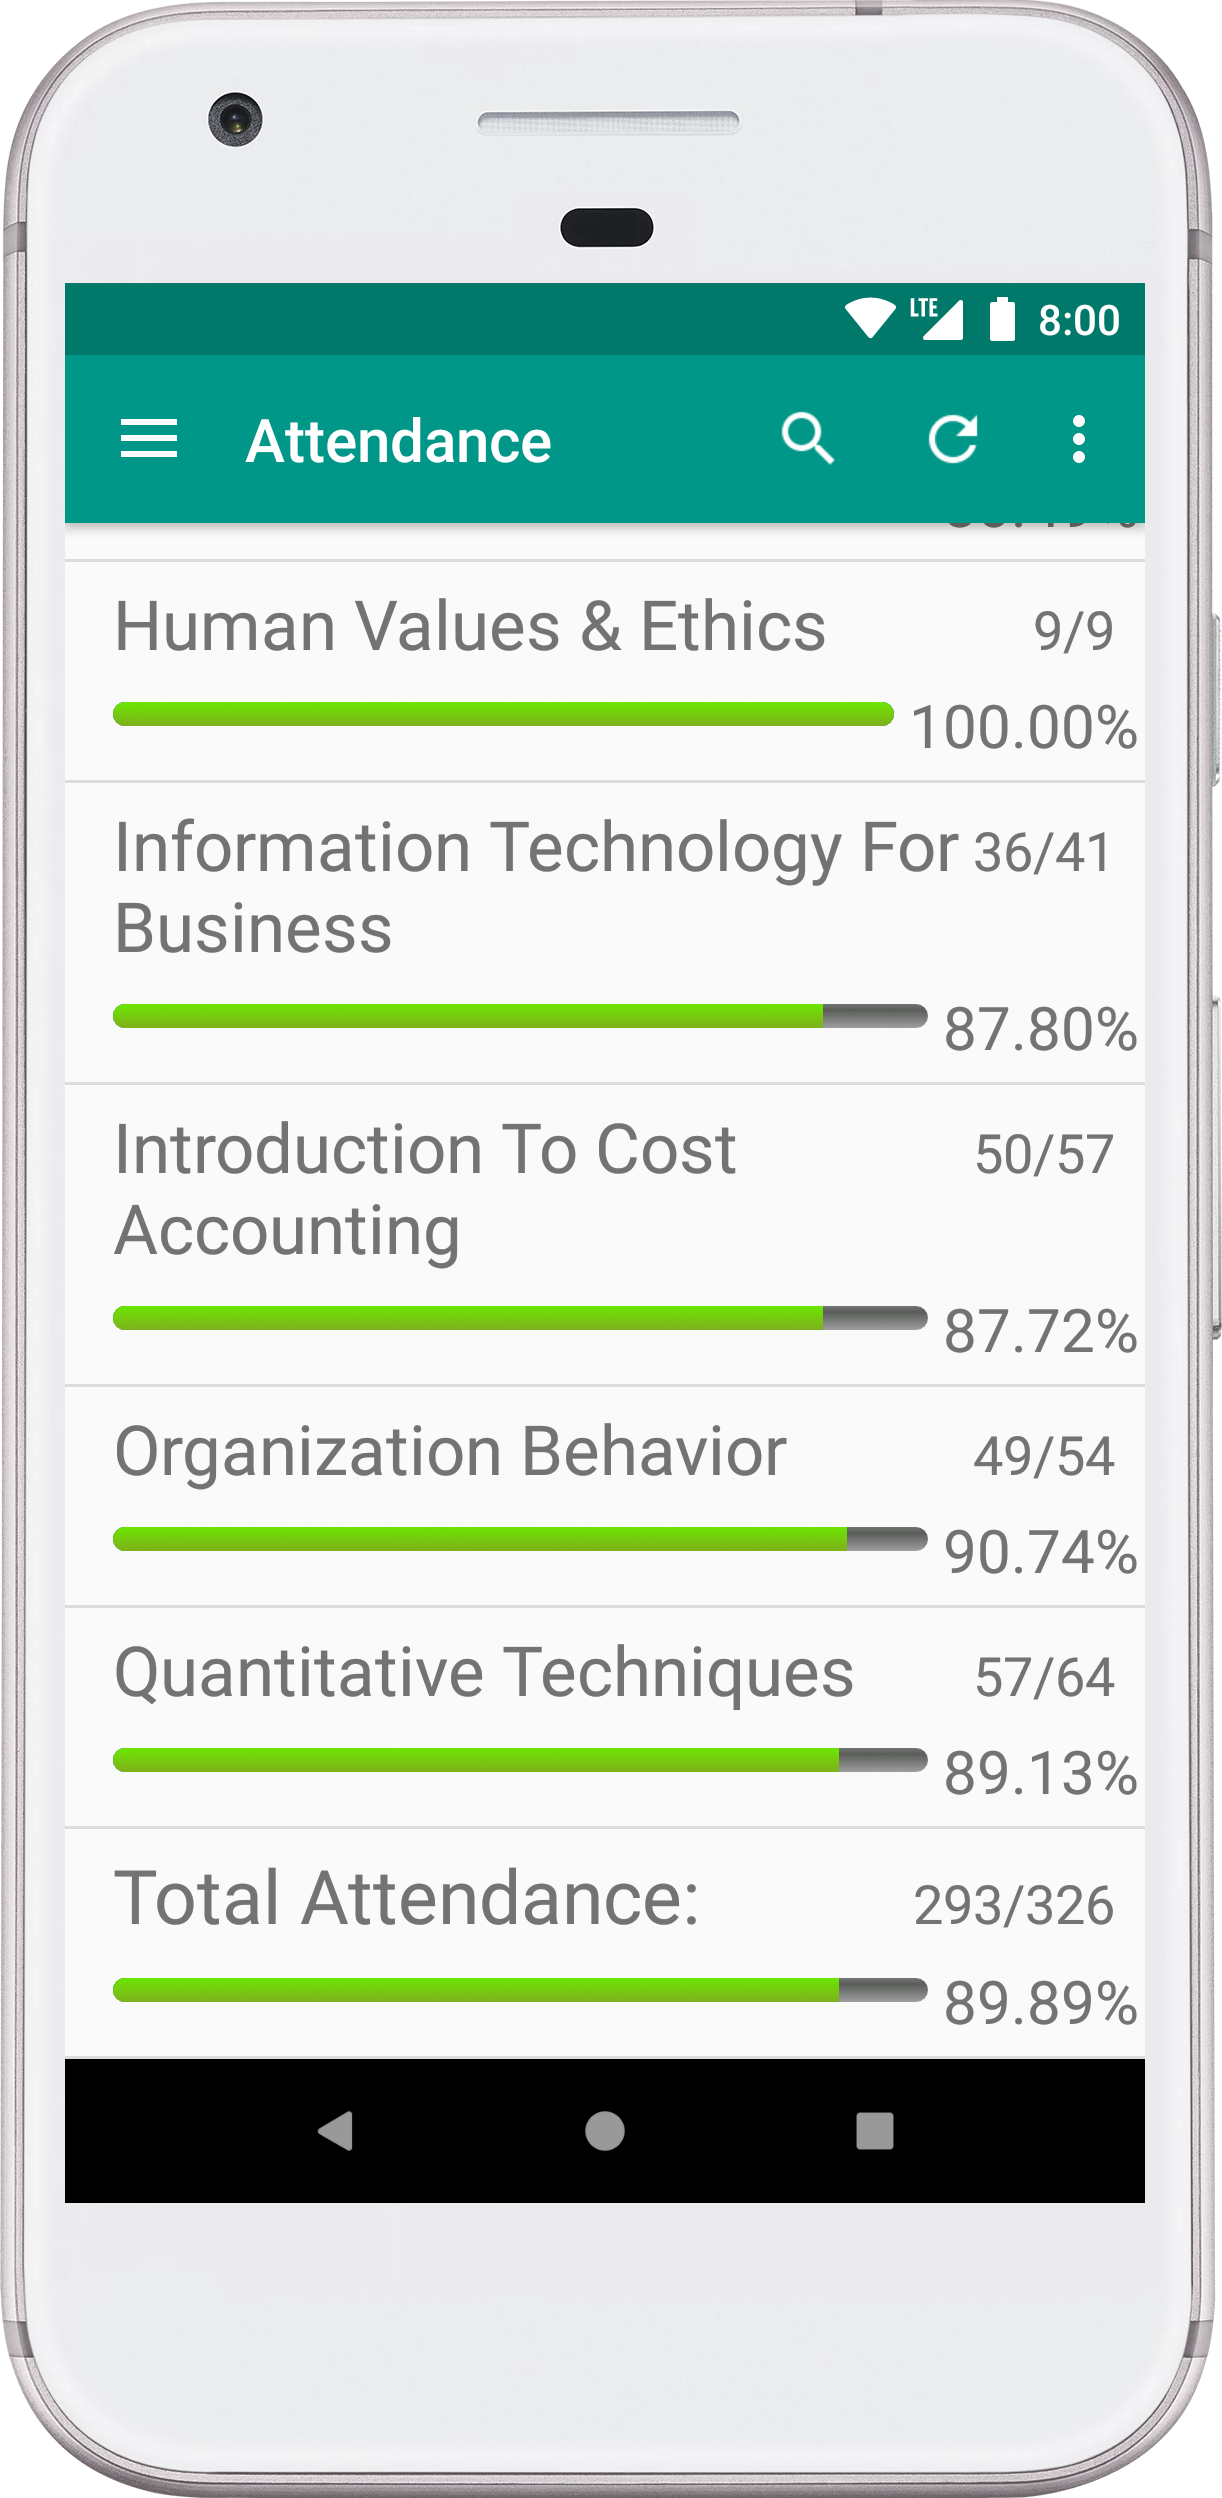 LTE 8:00
Attendance
Human Values & Ethics 9/9
100.00%
Information Technology For 36/41
Business
87.80%
Introduction To Cost 50/57
Accounting
87.72%
Organization Behavior 49/54
90.74%
Quantitative Techniques 57/64
89.13%
Total Attendance: 293/326
89.89%